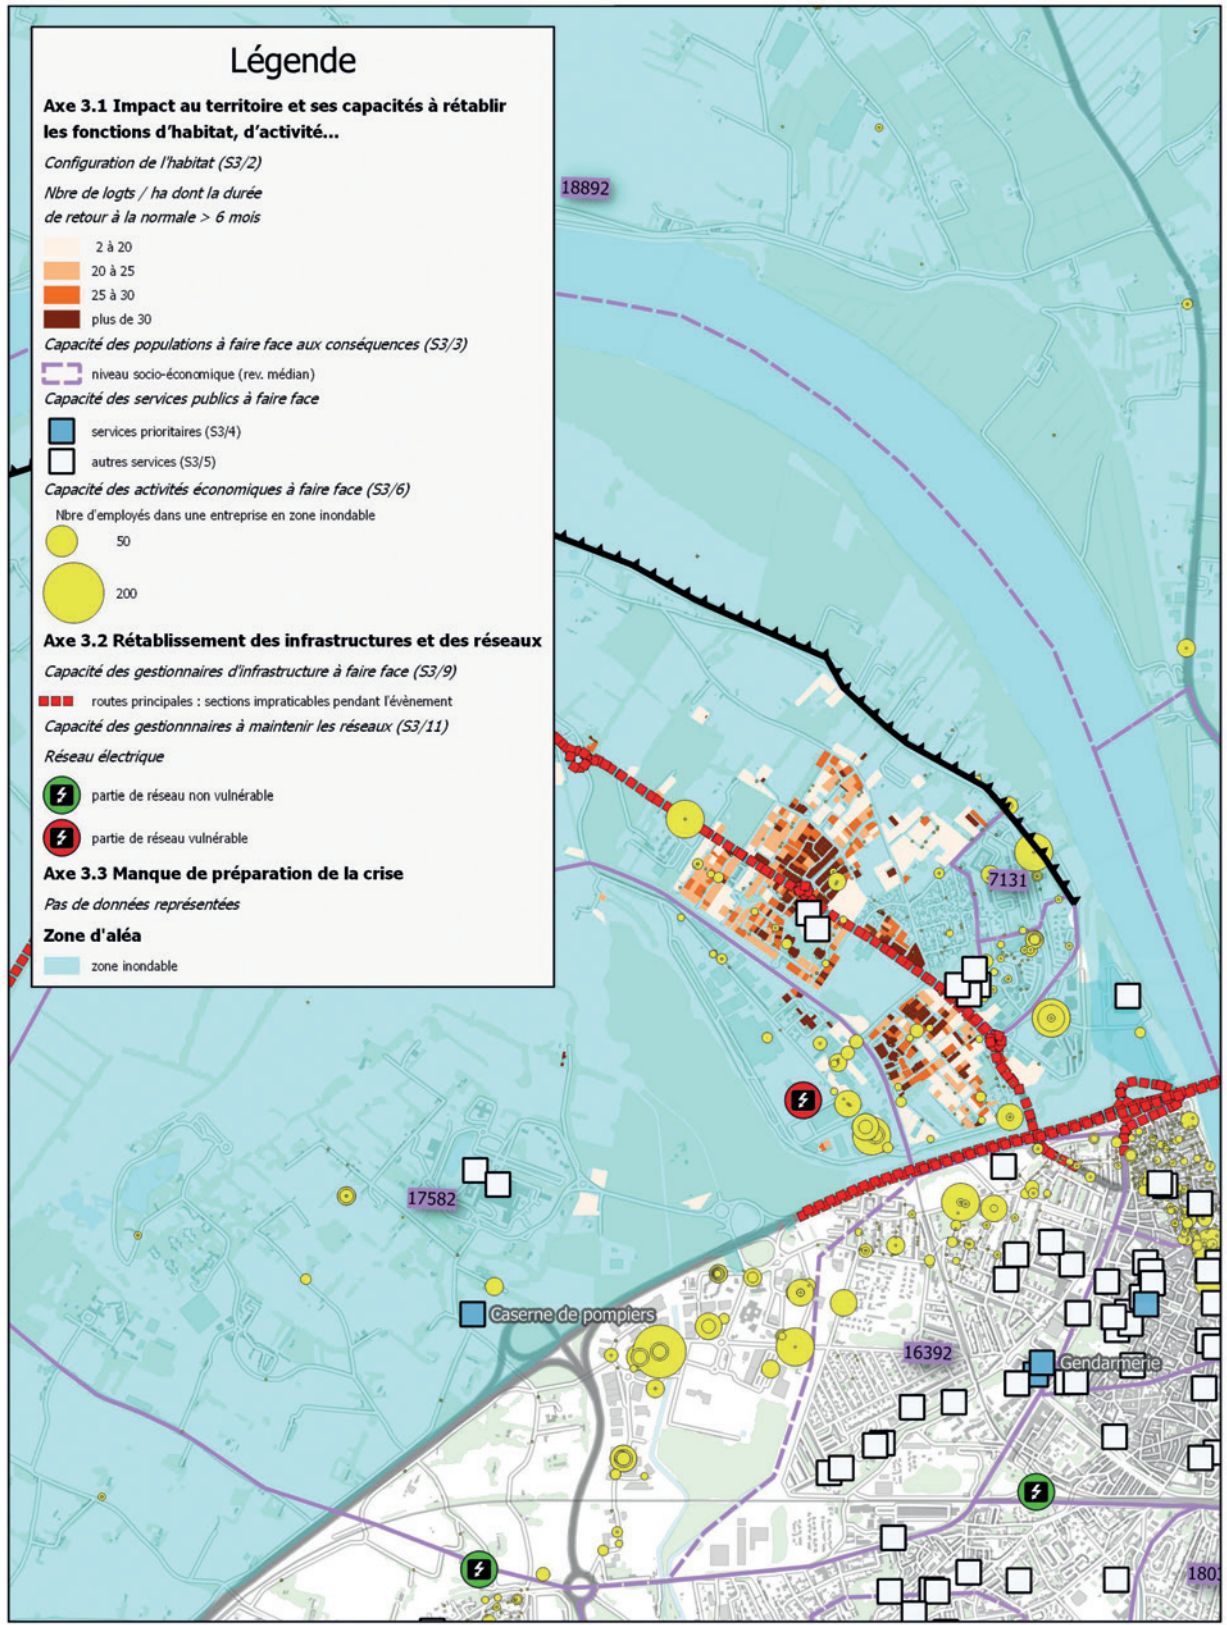 Légende
Axe 3.1 Impact au territoire et ses capacités à rétablir
les fonctions d'habitat, d'activité...
Configuration de l'habitat (S3/2)
Nbre de logts / ha dont la durée
de retour à la normale > 6 mois
2 à 20
20 à 25
25 à 30
plus de 30
Capacité des populations à faire face aux conséquences (S3/3)
niveau socio-économique (rev. médian)
Capacité des services publics à faire face
services prioritaires (S3/4)
autres services (S3/5)
Capacité des activités économiques à faire face (S3/6)
Nbre d'employés dans une entreprise en zone inondable
50
200
Axe 3.2 Rétablissement des infrastructures et des réseaux
Capacité des gestionnaires d'infrastructure à faire face (S3/9)
routes principales : sections impraticables pendant l'évènement
Capacité des gestionnnaires à maintenir les réseaux (S3/11)
Réseau électrique
partie de réseau non vulnérable
partie de réseau vulnérable
Axe 3.3 Manque de préparation de la crise
Pas de données représentées
Zone d'aléa
zone inondable
18892
7131
17582
Caserne de pompiers
16392
Gendarmerie